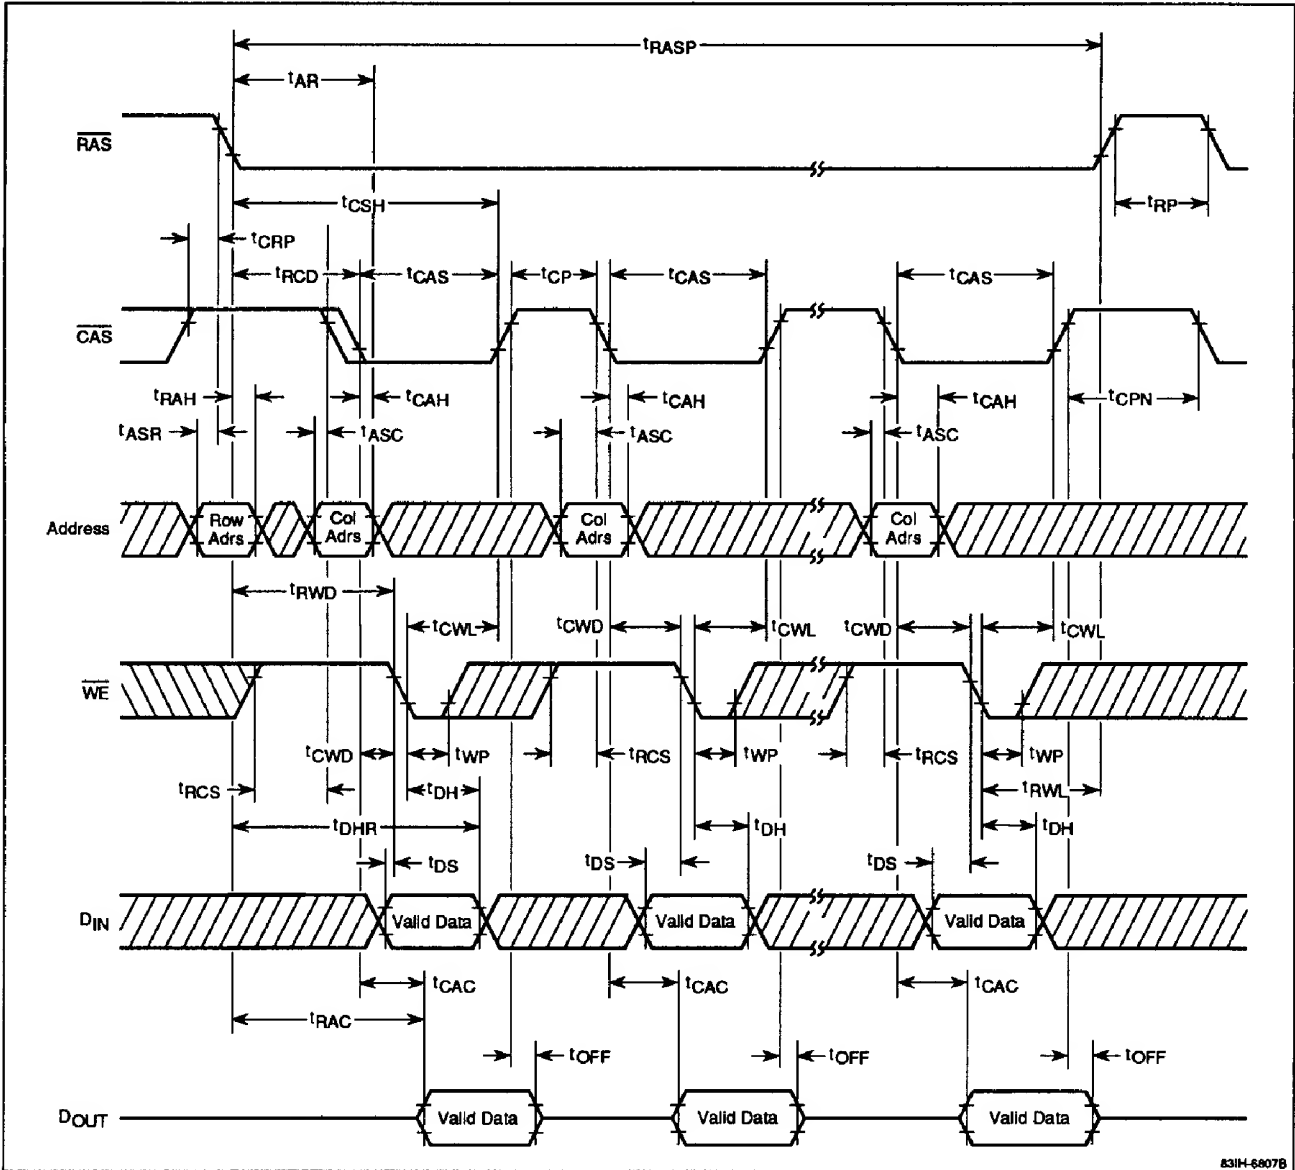 tRASP
tAR
RAS
tCSH
tRP
tCRP
tRCD tCAS tCP tCAS tCAS
CAS
tRAH tCAH tCAH tCAH tCPN
tASR tASC tASC tASC
Address Row Adrs Col Adrs Col Adrs Col Adrs
tRWD
tCWL tCWD tCWL tCWD tCWL
WE
tCWD tWP tRCS tWP tRCS tWP
tRCS tDH tRWL
tDHR tDH tDH
tDS tDS tDS
DIN Valid Data Valid Data Valid Data
tCAC tCAC tCAC
tRAC
tOFF tOFF tOFF
DOUT Valid Data Valid Data Valid Data
83IH-6807B